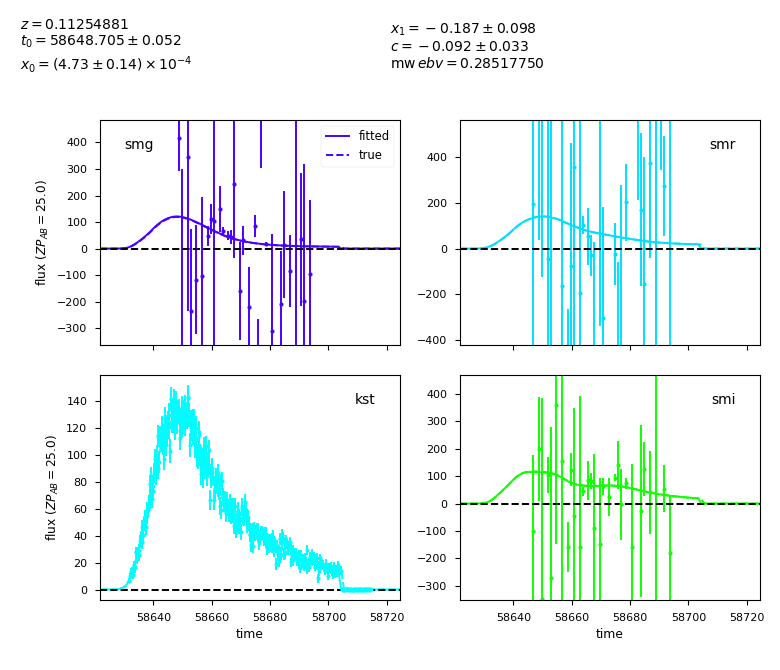 z = 0.11254881
t₀ = 58648.705 ± 0.052
x₀ = (4.73 ± 0.14) × 10⁻⁴
x₁ = −0.187 ± 0.098
c = −0.092 ± 0.033
mw ebv = 0.28517750
smg
fitted
true
flux (ZP_AB = 25.0)
400
300
200
100
0
−100
−200
−300
smr
400
200
0
−200
−400
kst
flux (ZP_AB = 25.0)
140
120
100
80
60
40
20
0
58640 58660 58680 58700 58720
time
smi
400
300
200
100
0
−100
−200
−300
58640 58660 58680 58700 58720
time